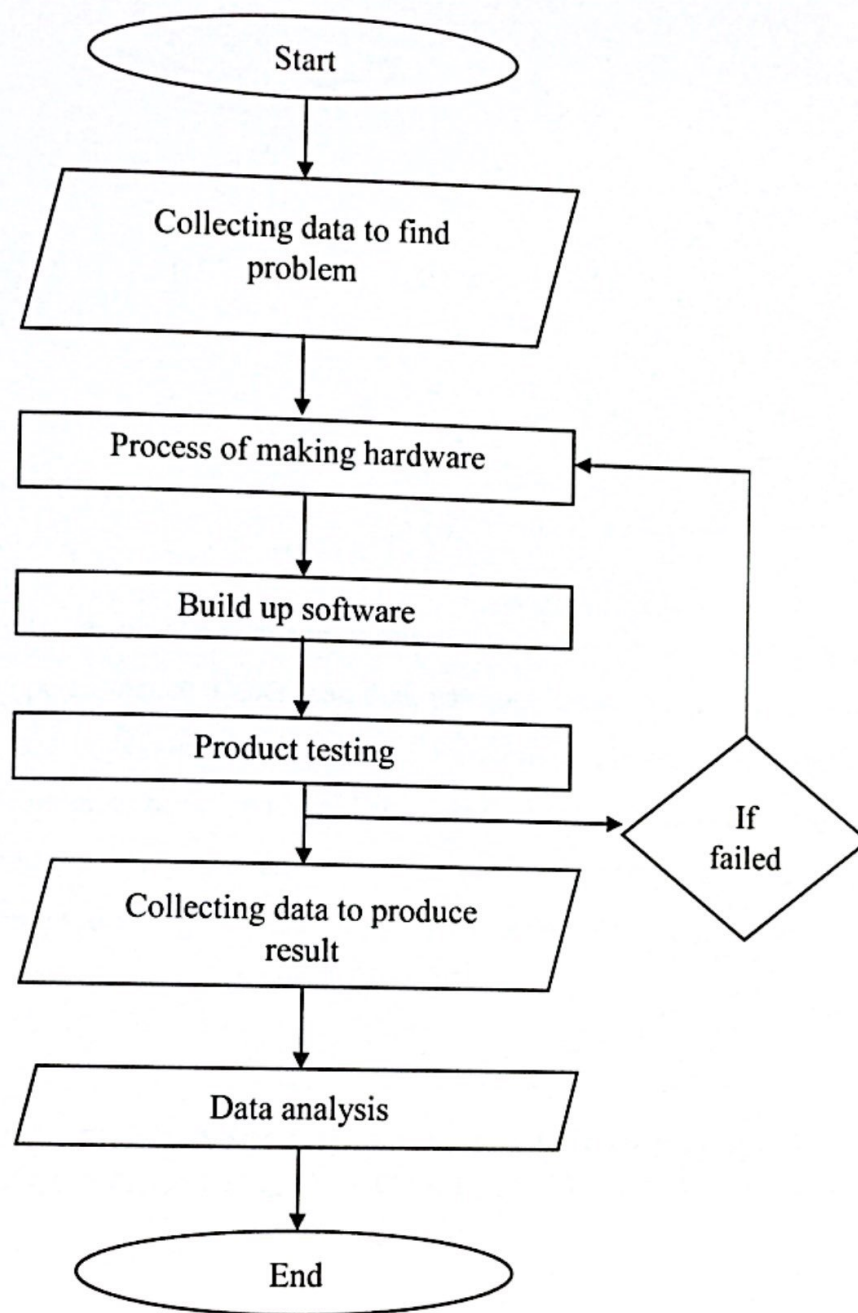 Start
Collecting data to find
problem
Process of making hardware
Build up software
Product testing
If
failed
Collecting data to produce
result
Data analysis
End